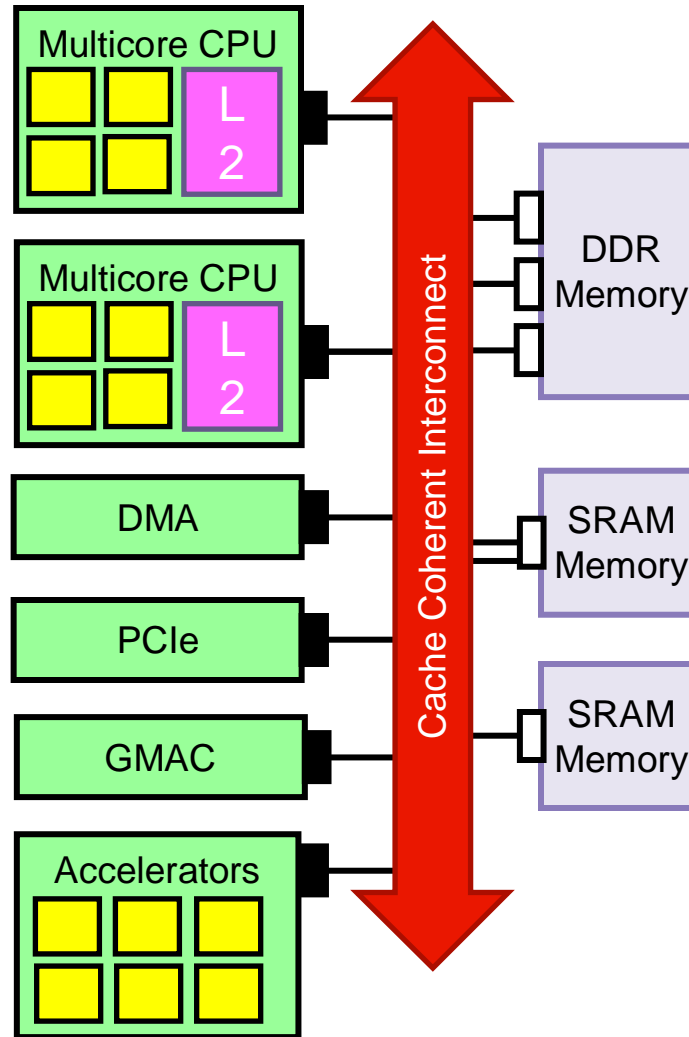 Multicore CPU
L
2
Multicore CPU
L
2
DMA
PCIe
GMAC
Accelerators
Cache Coherent Interconnect
DDR
Memory
SRAM
Memory
SRAM
Memory